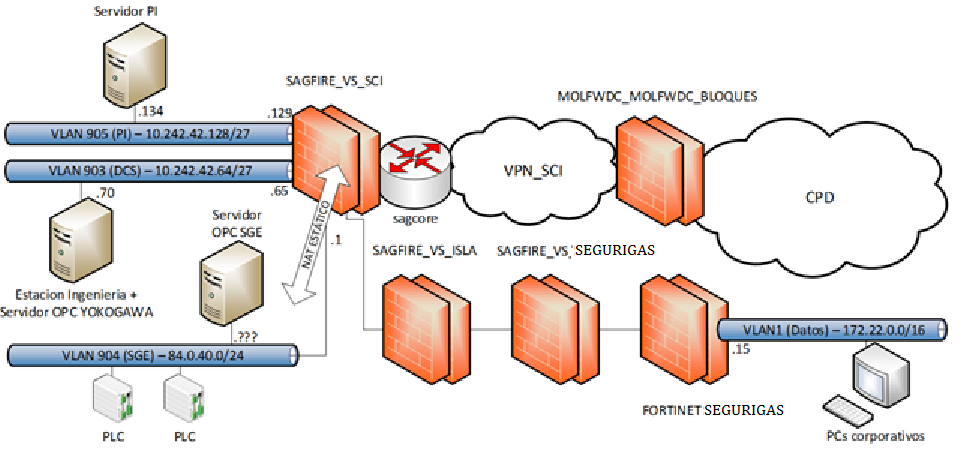 Servidor PI
SAGFIRE_VS_SCI
MOLFWDC_MOLFWDC_BLOQUES
.134
.129
VLAN 905 (PI) – 10.242.42.128/27
VLAN 903 (DCS) – 10.242.42.64/27
VPN_SCI
CPD
.70
.65
sagcore
Servidor
OPC SGE
NAT ESTÁTICO
.1
SAGFIRE_VS_ISLA
SAGFIRE_VS_SEGURIGAS
Estacion Ingenieria +
Servidor OPC YOKOGAWA
.???
VLAN 904 (SGE) – 84.0.40.0/24
VLAN1 (Datos) – 172.22.0.0/16
.15
FORTINET SEGURIGAS
PLC
PLC
PCs corporativos